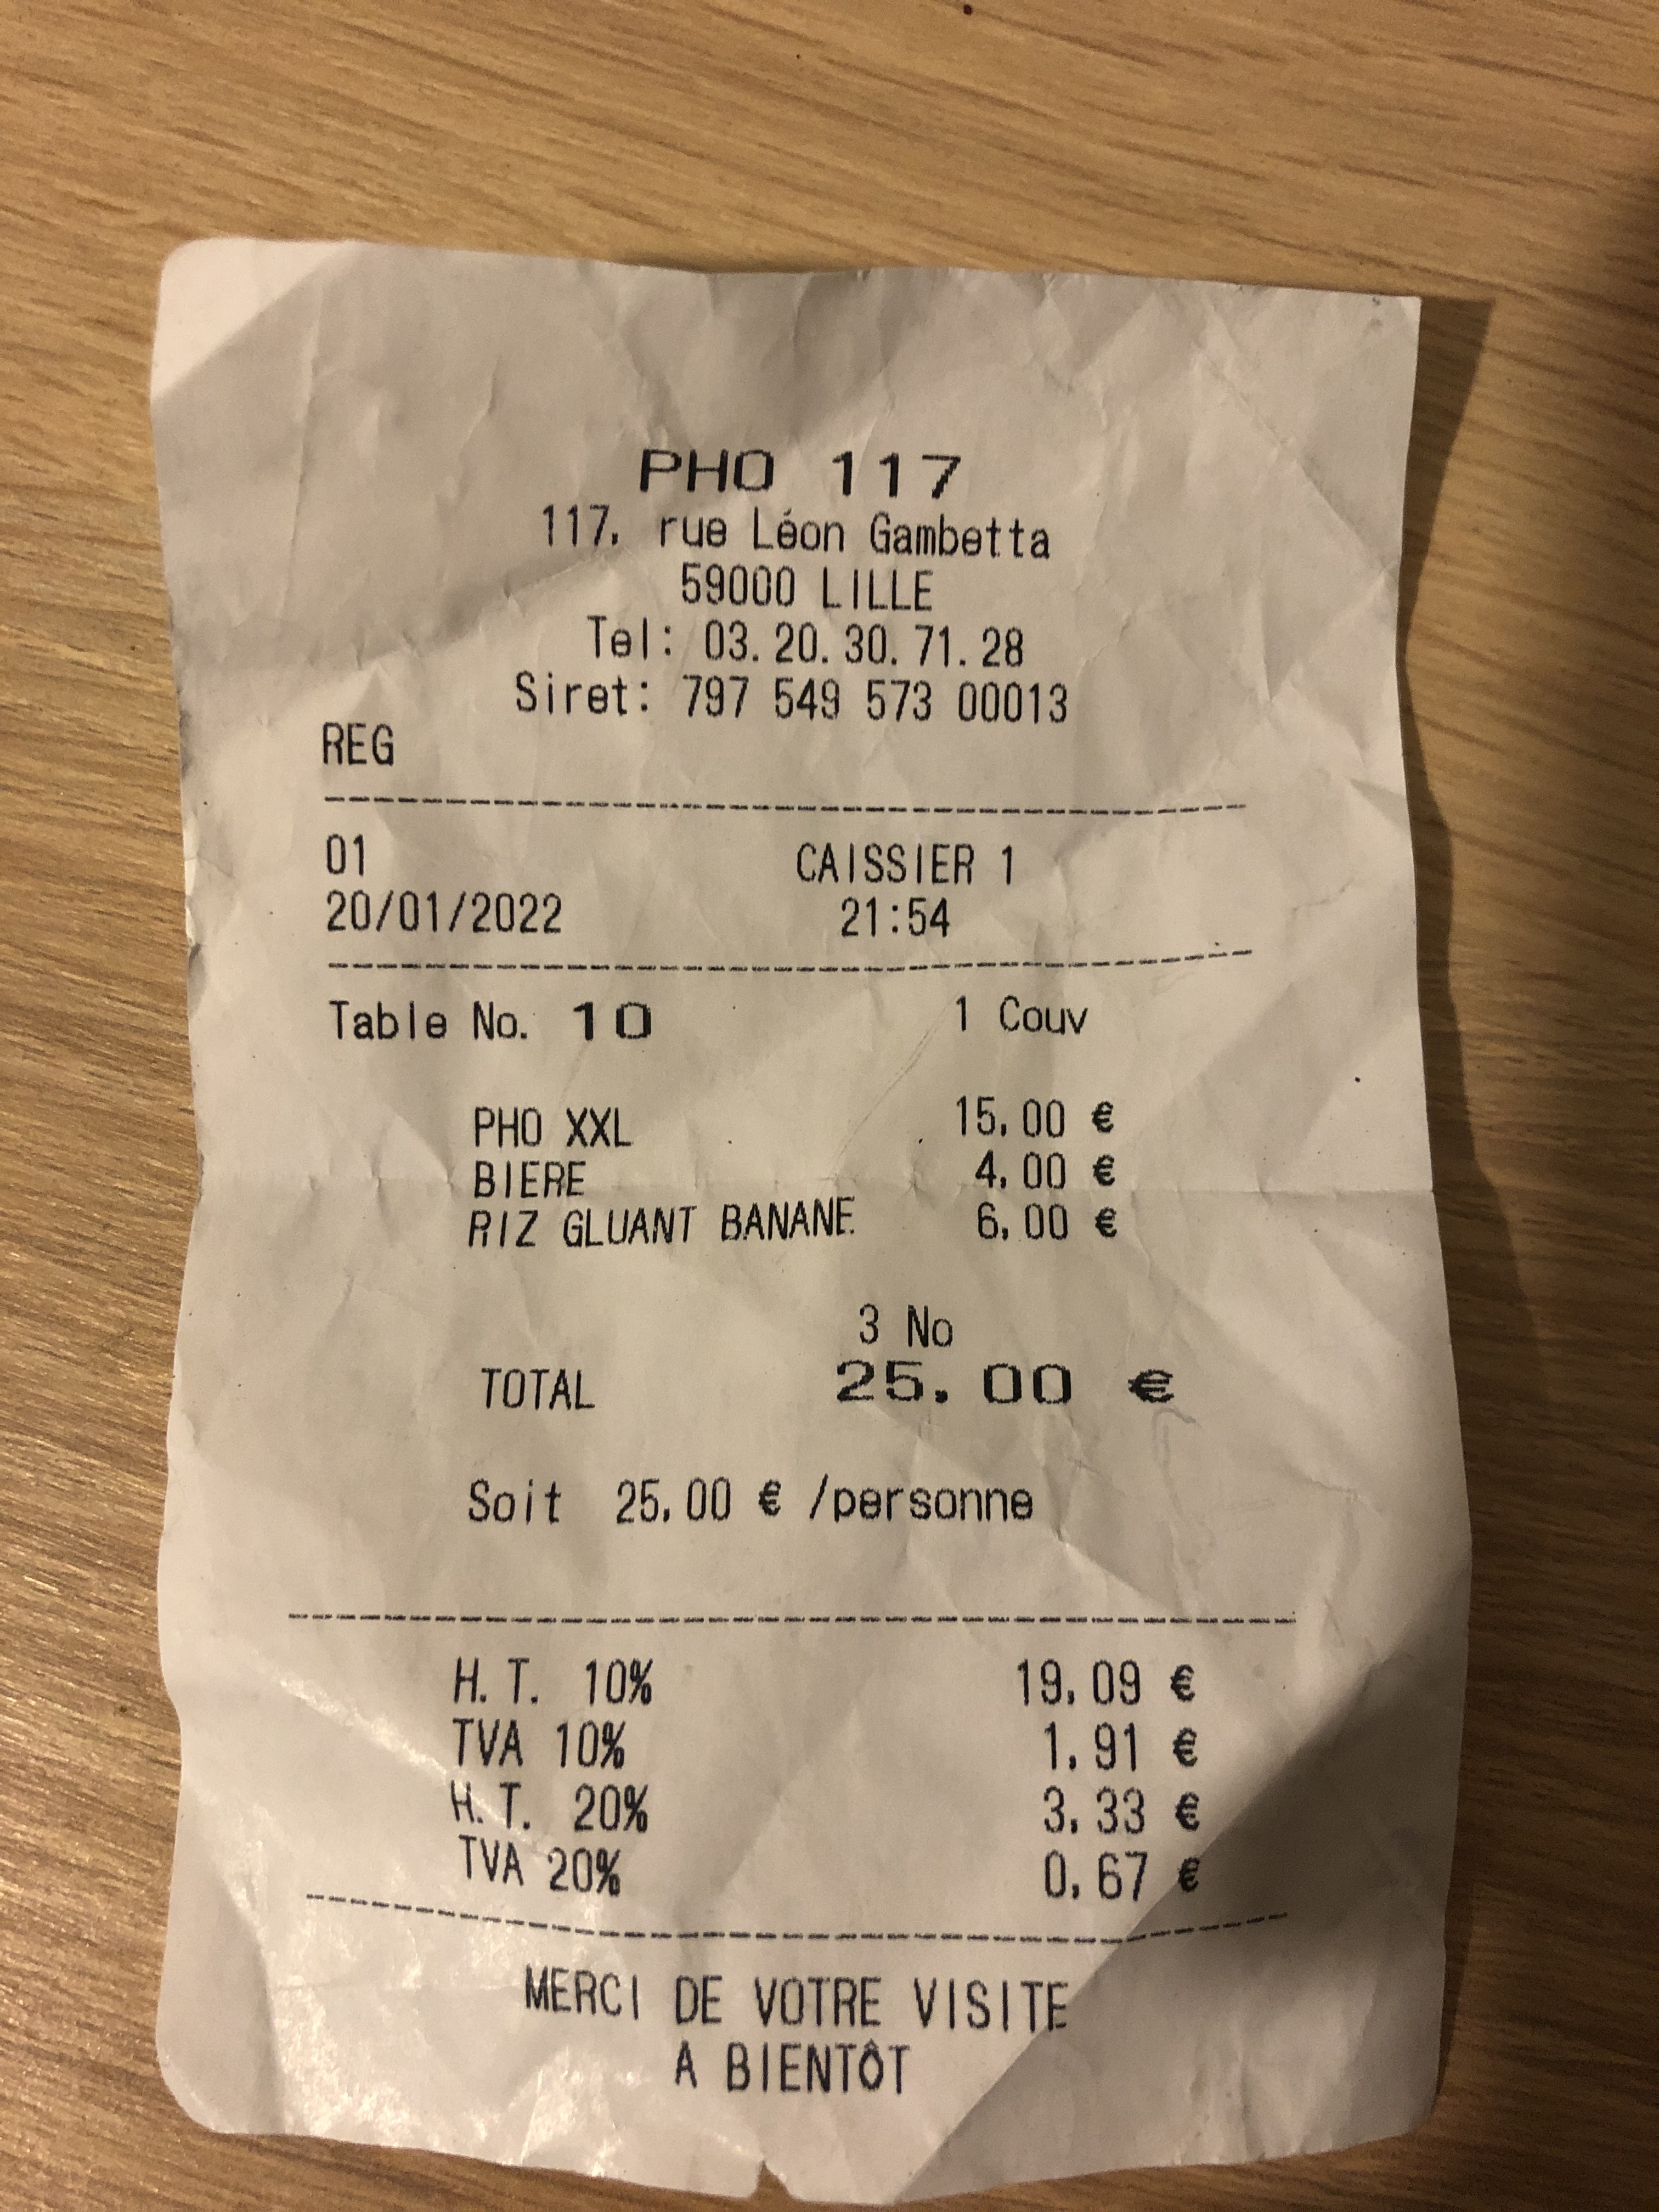 PHO 117
117, rue Léon Gambetta
59000 LILLE
Tel: 03.20.30.71.28
Siret: 797 549 573 00013
REG
01 CAISSIER 1
20/01/2022 21:54
Table No. 10 1 Couv
PHO XXL 15,00 €
BIERE 4,00 €
RIZ GLUANT BANANE 6,00 €
3 No
TOTAL 25.00 €
Soit 25,00 € /personne
H.T. 10% 19,09 €
TVA 10% 1,91 €
H.T. 20% 3,33 €
TVA 20% 0,67 €
MERCI DE VOTRE VISITE
A BIENTÔT